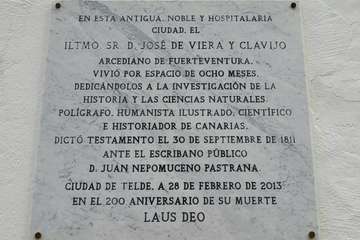 EN ESTA ANTIGUA, NOBLE Y HOSPITALARIA
CIUDAD, EL
ILTMO. SR. D. JOSÉ DE VIERA Y CLAVIJO
ARCEDIANO DE FUERTEVENTURA,
VIVIÓ POR ESPACIO DE OCHO MESES,
DEDICÁNDOLOS A LA INVESTIGACIÓN DE LA
HISTORIA Y LAS CIENCIAS NATURALES.
POLÍGRAFO, HUMANISTA ILUSTRADO, CIENTÍFICO
E HISTORIADOR DE CANARIAS,
DICTÓ TESTAMENTO EL 30 DE SEPTIEMBRE DE 1811
ANTE EL ESCRIBANO PÚBLICO
D. JUAN NEPOMUCENO PASTRANA.
CIUDAD DE TELDE, A 28 DE FEBRERO DE 2013
EN EL 200 ANIVERSARIO DE SU MUERTE
LAUS DEO